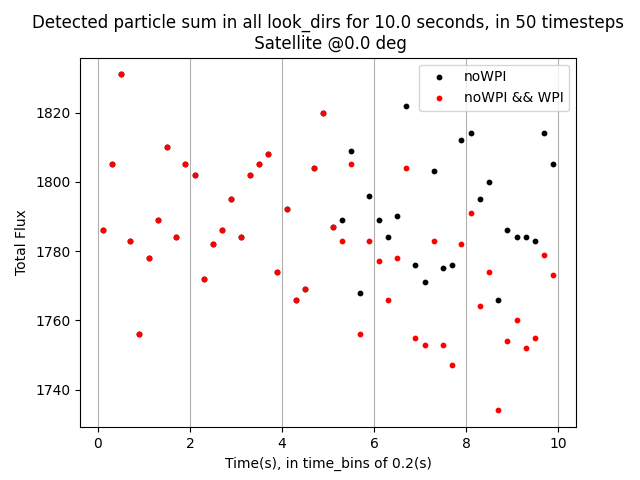 Detected particle sum in all look_dirs for 10.0 seconds, in 50 timesteps
Satellite @0.0 deg
noWPI
noWPI && WPI
Total Flux
1820
1800
1780
1760
1740
0 2 4 6 8 10
Time(s), in time_bins of 0.2(s)